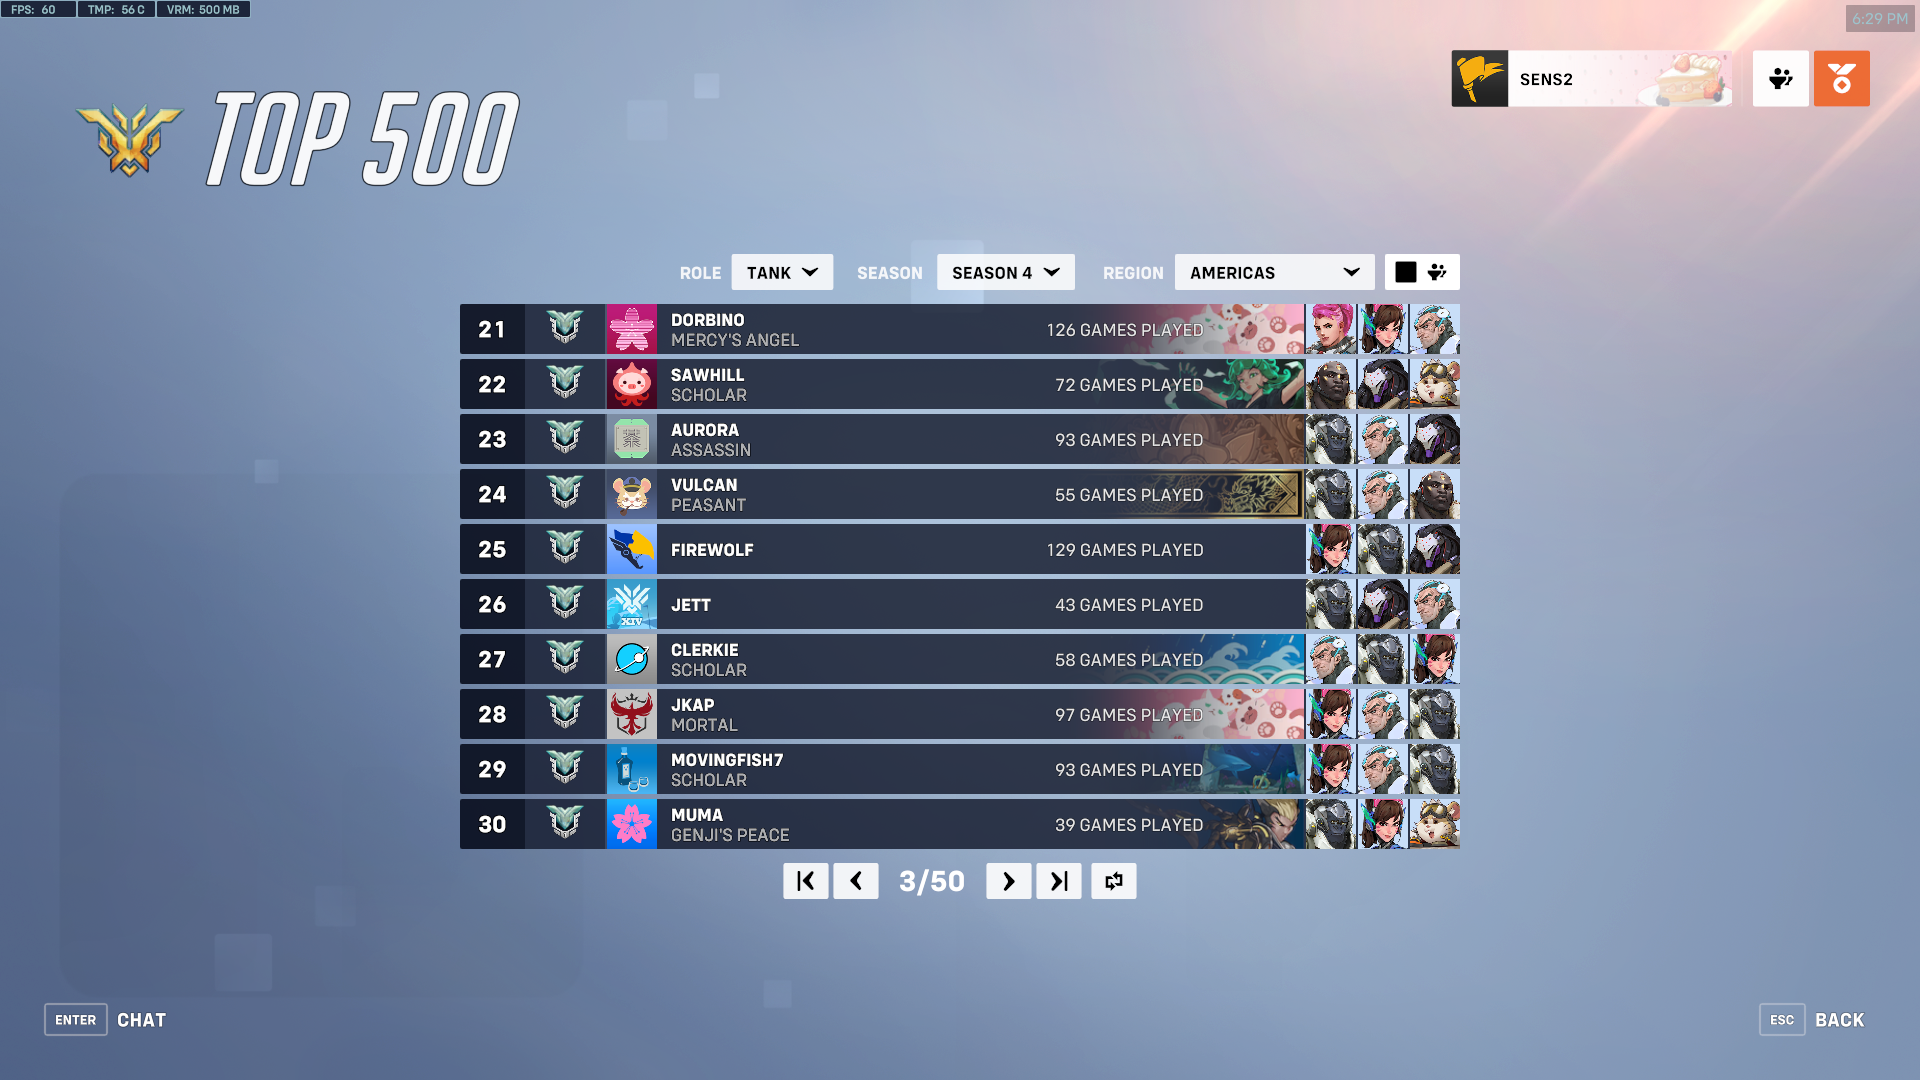 FPS: 60 TMP: 56 C VRM: 500 MB
6:29 PM
SENS2
TOP 500
ROLE TANK SEASON SEASON 4 REGION AMERICAS
21 DORBINO 126 GAMES PLAYED
MERCY'S ANGEL
22 SAWHILL 72 GAMES PLAYED
SCHOLAR
23 AURORA 93 GAMES PLAYED
ASSASSIN
24 VULCAN 55 GAMES PLAYED
PEASANT
25 FIREWOLF 129 GAMES PLAYED
26 JETT 43 GAMES PLAYED
XIV
27 CLERKIE 58 GAMES PLAYED
SCHOLAR
28 JKAP 97 GAMES PLAYED
MORTAL
29 MOVINGFISH7 93 GAMES PLAYED
SCHOLAR
30 MUMA 39 GAMES PLAYED
GENJI'S PEACE
3/50
ENTER CHAT
ESC BACK